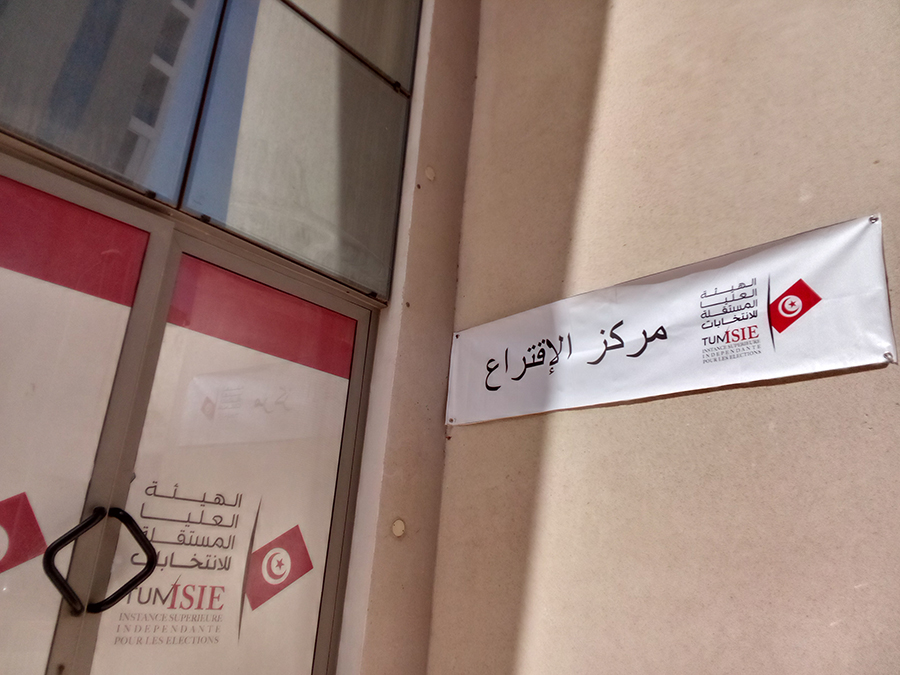 مركز الإقتراع
الهيئة
العليا
المستقلة
للانتخابات
TUNISIE
INSTANCE SUPERIEURE
INDEPENDANTE
POUR LES ELECTIONS
الهيئة
العليا
المستقلة
للانتخابات
TUNISIE
INSTANCE SUPERIEURE
INDEPENDANTE
POUR LES ELECTIONS